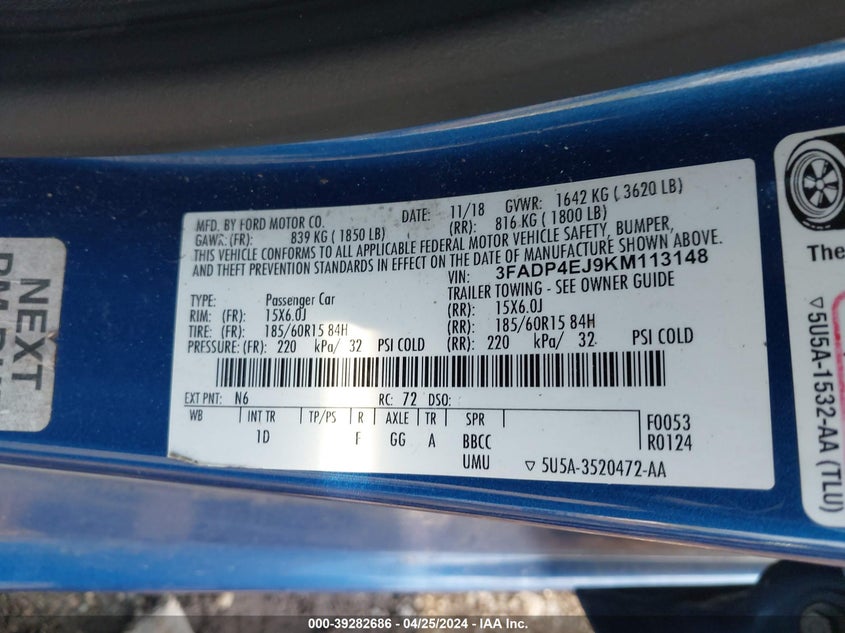 MFD. BY FORD MOTOR CO. DATE: 11/18 GVWR: 1642 KG ( 3620 LB)
GAWR: (FR): 839 KG ( 1850 LB) (RR): 816 KG ( 1800 LB)
THIS VEHICLE CONFORMS TO ALL APPLICABLE FEDERAL MOTOR VEHICLE SAFETY, BUMPER,
AND THEFT PREVENTION STANDARDS IN EFFECT ON THE DATE OF MANUFACTURE SHOWN ABOVE.
VIN: 3FADP4EJ9KM113148
TRAILER TOWING - SEE OWNER GUIDE
TYPE: Passenger Car
RIM: (FR): 15X6.0J (RR): 15X6.0J
TIRE: (FR): 185/60R15 84H (RR): 185/60R15 84H
PRESSURE: (FR): 220 kPa/ 32 PSI COLD (RR): 220 kPa/ 32 PSI COLD
EXT PNT: N6 RC: 72 DSO:
WB INT TR TP/PS R AXLE TR SPR F0053
1D F GG A BBCC R0124
UMU ▽ 5U5A-3520472-AA
NEXT
The
▽ 5U5A-1532-AA (TLU)
000-39282686 - 04/25/2024 - IAA Inc.